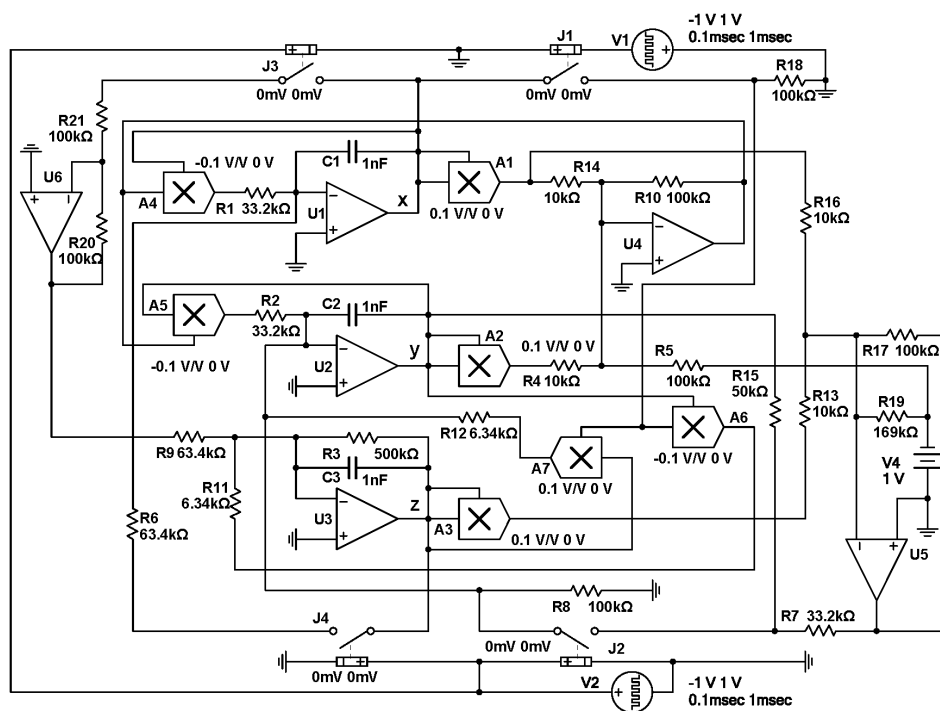 -1 V 1 V
V1
0.1msec 1msec
J1
J3
R18
100kΩ
0mV 0mV
0mV 0mV
R21
100kΩ
-0.1 V/V 0 V
C1
1nF
A1
R14
U6
A4
R1
33.2kΩ
x
10kΩ
R10
100kΩ
R16
10kΩ
U1
0.1 V/V 0 V
R20
100kΩ
U4
A5
R2
C2
1nF
33.2kΩ
A2
0.1 V/V 0 V
y
R5
R17
100kΩ
-0.1 V/V 0 V
U2
R4
10kΩ
100kΩ
R15
50kΩ
R13
10kΩ
R19
169kΩ
R12
6.34kΩ
A6
R9
63.4kΩ
R3
500kΩ
A7
-0.1 V/V 0 V
V4
1 V
C3
1nF
R11
6.34kΩ
0.1 V/V 0 V
z
U3
A3
R6
63.4kΩ
0.1 V/V 0 V
U5
R8
100kΩ
R7
33.2kΩ
J4
0mV 0mV
J2
0mV 0mV
V2
-1 V 1 V
0.1msec 1msec